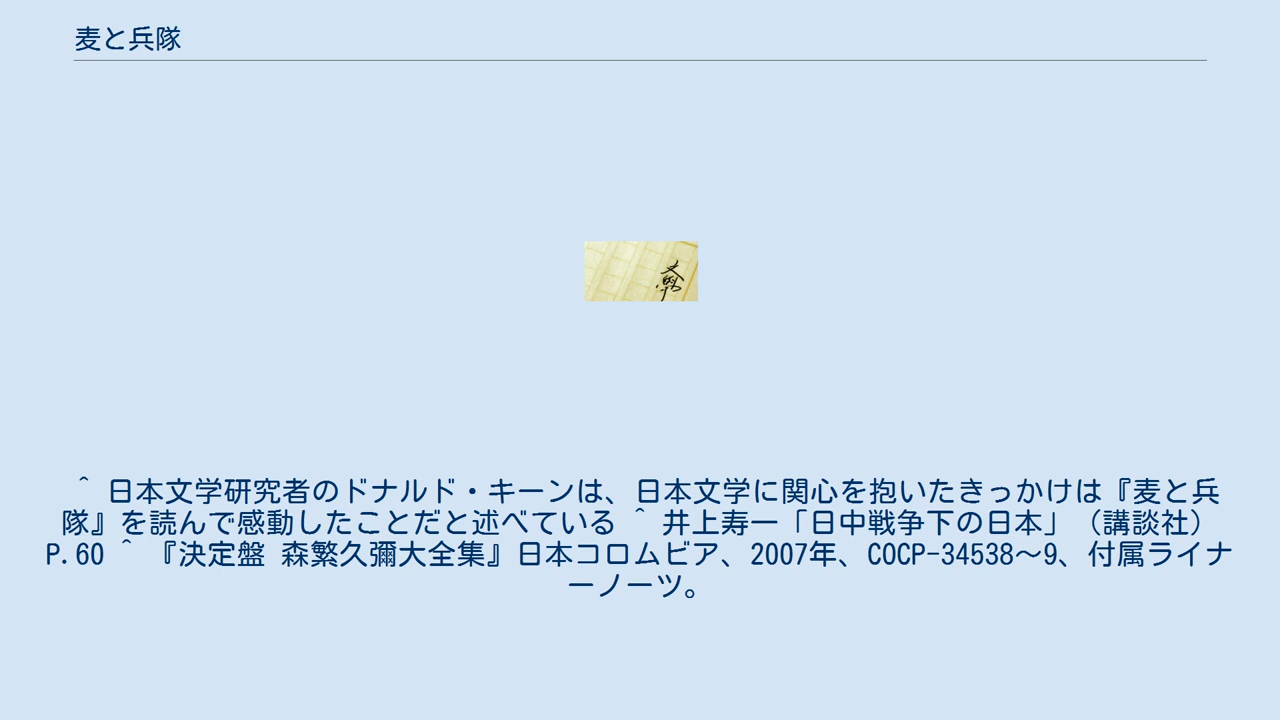 麦と兵隊
＾ 日本文学研究者のドナルド・キーンは、日本文学に関心を抱いたきっかけは『麦と兵
隊』を読んで感動したことだと述べている ＾ 井上寿一「日中戦争下の日本」（講談社）
P.60 ＾ 『決定盤 森繁久彌大全集』日本コロムビア、2007年、COCP-34538～9、付属ライナ
ーノーツ。